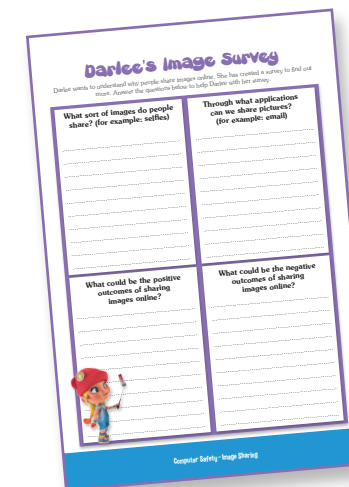 Darlee's Image Survey
Darlee wants to understand why people share images online. She has created a survey to find out
more. Answer the questions below to help Darlee with her survey.
What sort of images do people
share? (for example: selfies)
Through what applications
can we share pictures?
(for example: email)
What could be the positive
outcomes of sharing
images online?
What could be the negative
outcomes of sharing
images online?
Computer Safety - Image Sharing